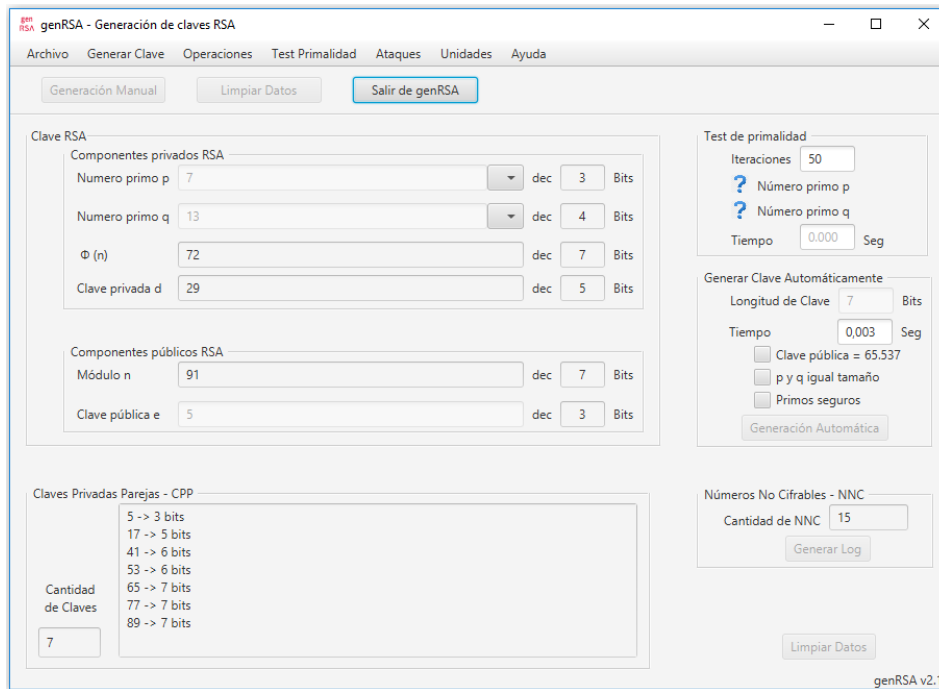 gen RSA genRSA - Generación de claves RSA
Archivo Generar Clave Operaciones Test Primalidad Ataques Unidades Ayuda
Generación Manual Limpiar Datos Salir de genRSA
Clave RSA
Componentes privados RSA
Numero primo p 7 dec 3 Bits
Numero primo q 13 dec 4 Bits
Φ (n) 72 dec 7 Bits
Clave privada d 29 dec 5 Bits
Componentes públicos RSA
Módulo n 91 dec 7 Bits
Clave pública e 5 dec 3 Bits
Test de primalidad
Iteraciones 50
? Número primo p
? Número primo q
Tiempo 0.000 Seg
Generar Clave Automáticamente
Longitud de Clave 7 Bits
Tiempo 0,003 Seg
Clave pública = 65.537
p y q igual tamaño
Primos seguros
Generación Automática
Claves Privadas Parejas - CPP
5 -> 3 bits
17 -> 5 bits
41 -> 6 bits
53 -> 6 bits
65 -> 7 bits
77 -> 7 bits
89 -> 7 bits
Cantidad
de Claves
7
Números No Cifrables - NNC
Cantidad de NNC 15
Generar Log
Limpiar Datos
genRSA v2.1